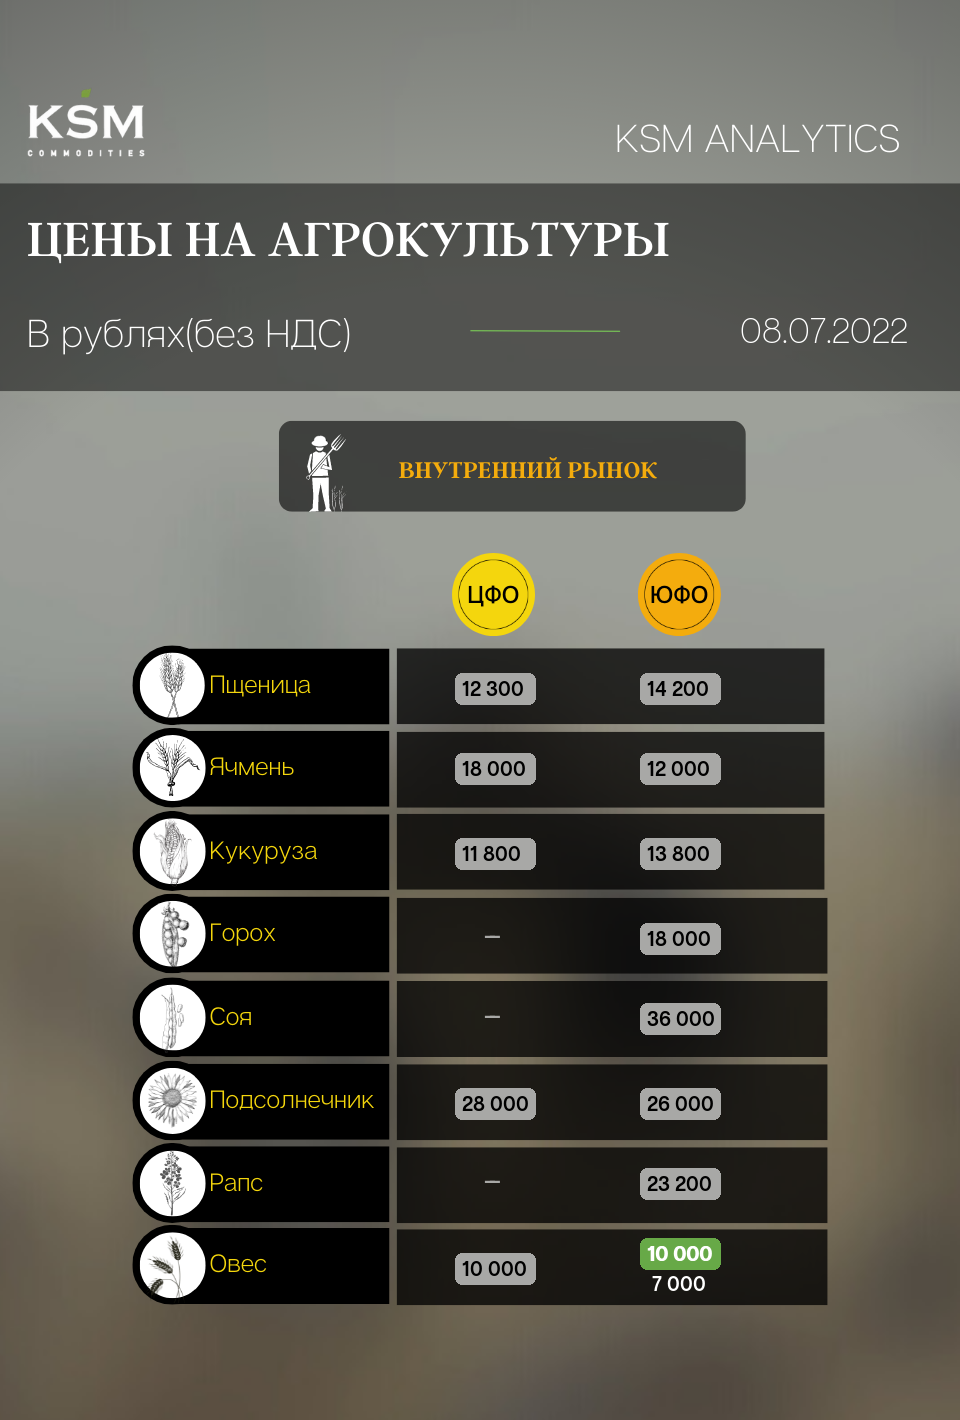 KSM
COMMODITIES
KSM ANALYTICS
ЦЕНЫ НА АГРОКУЛЬТУРЫ
В рублях(без НДС)
08.07.2022
ВНУТРЕННИЙ РЫНОК
ЦФО ЮФО
Пщеница 12 300 14 200
Ячмень 18 000 12 000
Кукуруза 11 800 13 800
Горох — 18 000
Соя — 36 000
Подсолнечник 28 000 26 000
Рапс — 23 200
Овес 10 000 10 000
7 000